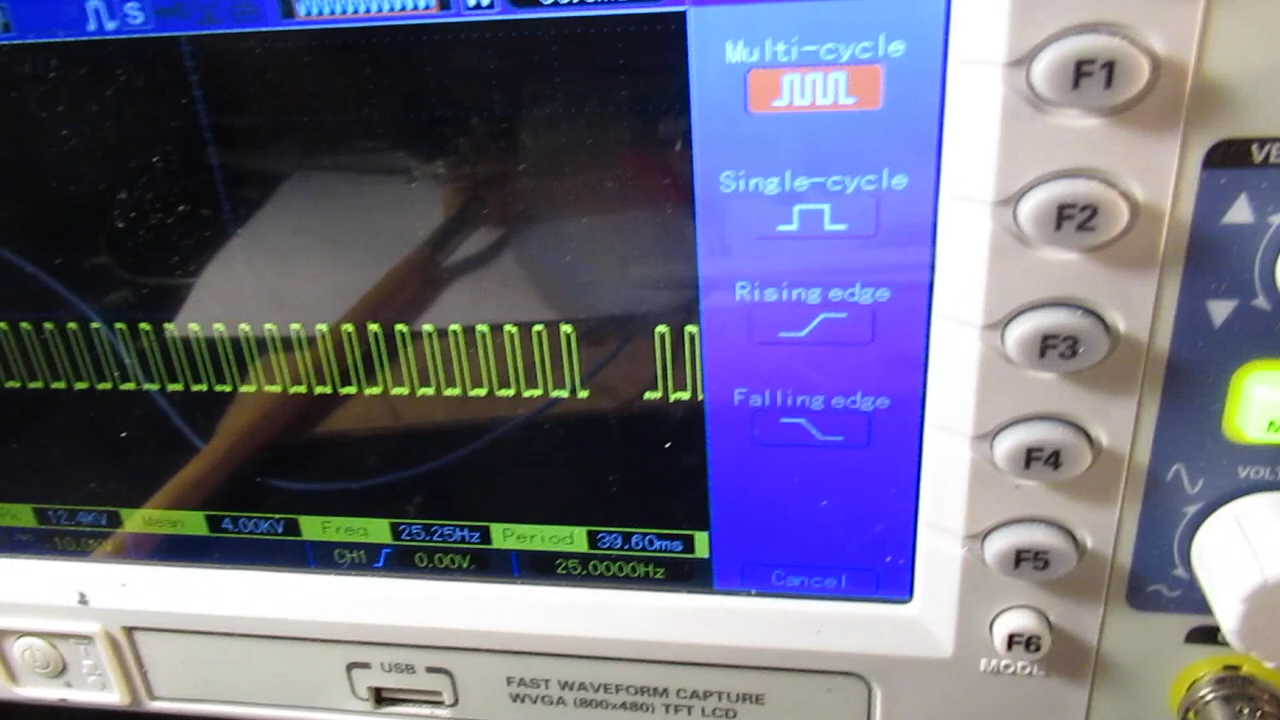 S
Multi-cycle
Single-cycle
Rising edge
Falling edge
Cancel
12.4KV Mean 4.00KV Freq 25.25Hz Period 39.60ms
CH1 0.00V 25.0000Hz
F1
F2
F3
F4
F5
F6
MODE
USB
FAST WAVEFORM CAPTURE
WVGA (800x480) TFT LCD